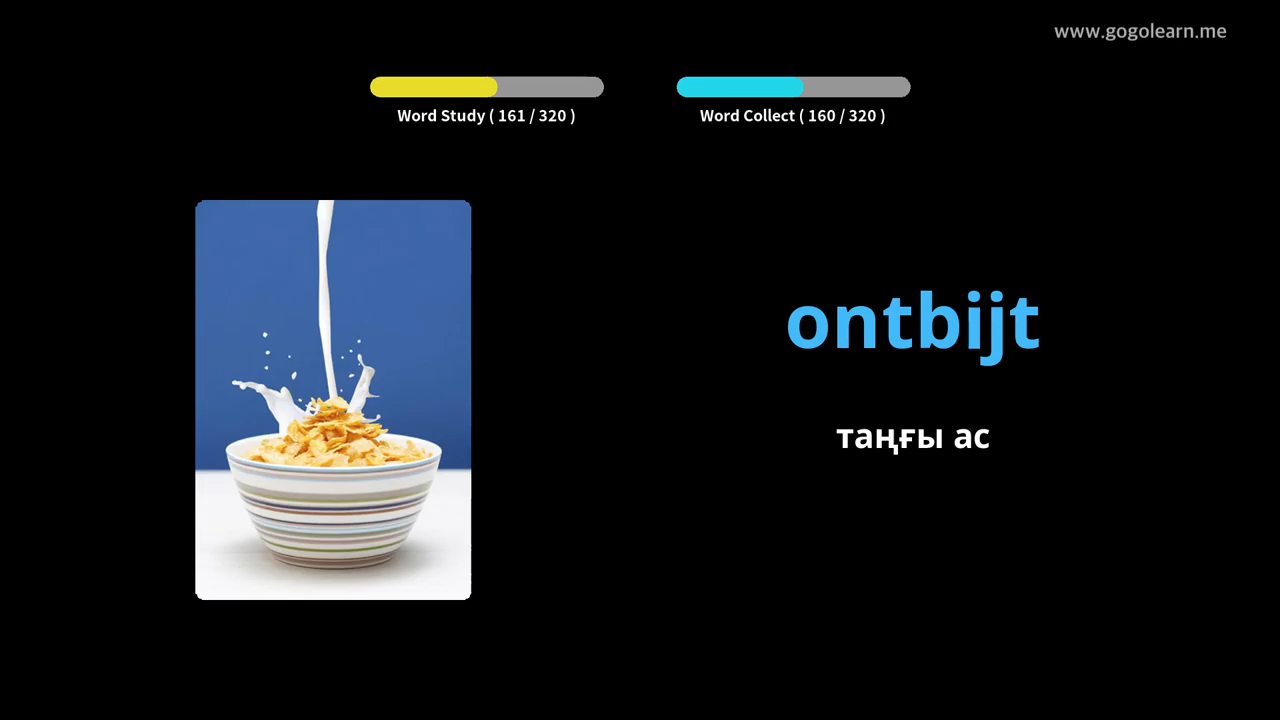 www.gogolearn.me
Word Study ( 161 / 320 )
Word Collect ( 160 / 320 )
ontbijt
таңғы ас